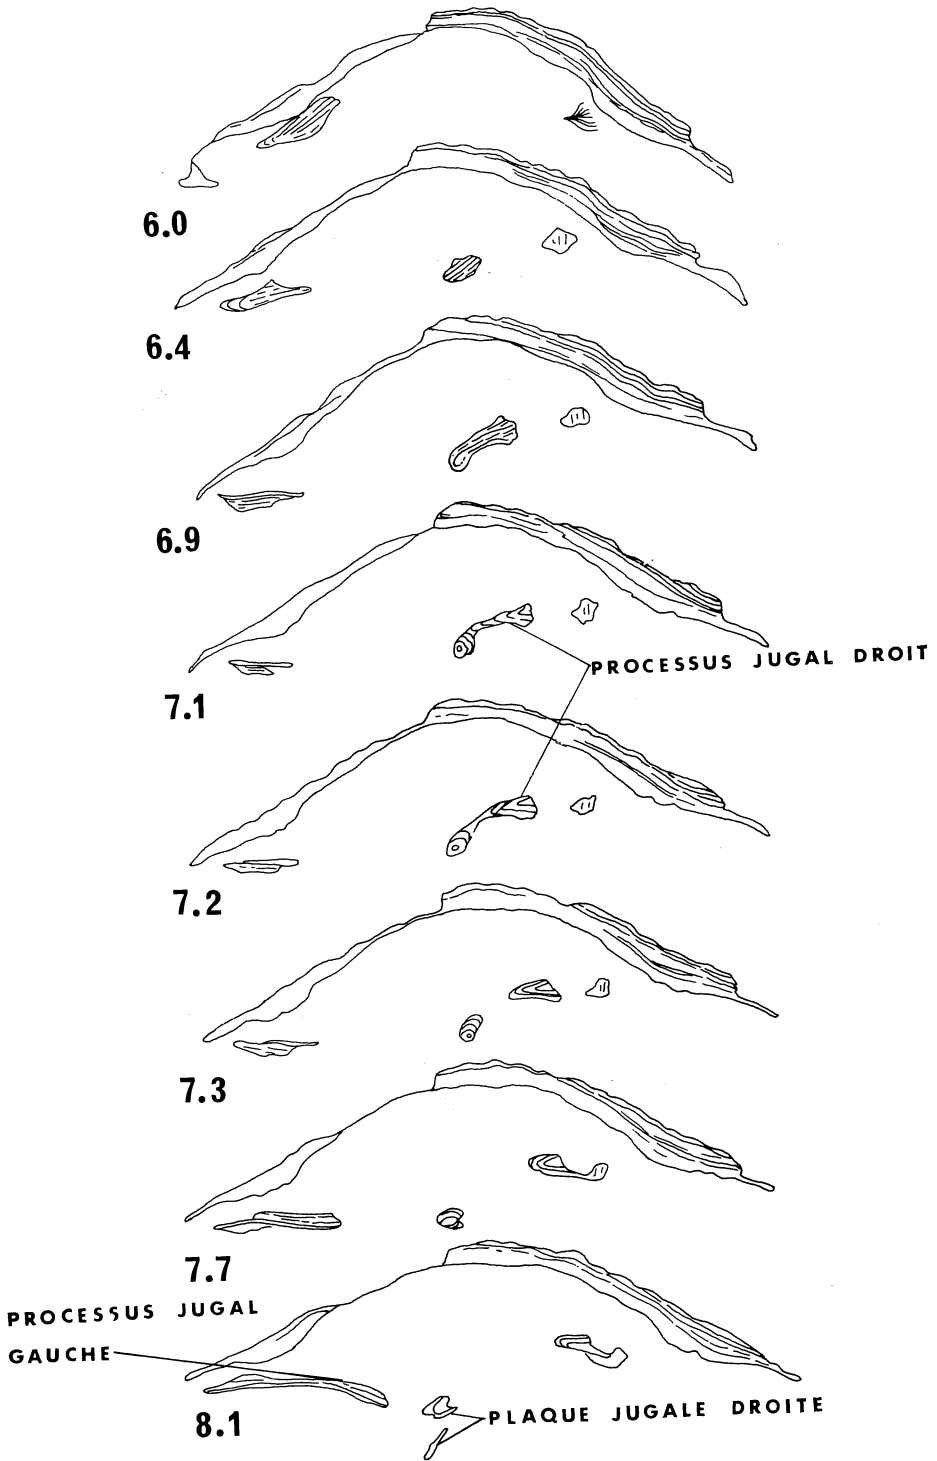 6.0
6.4
6.9
PROCESSUS JUGAL DROIT
7.1
7.2
7.3
7.7
PROCESSUS JUGAL
GAUCHE
PLAQUE JUGALE DROITE
8.1